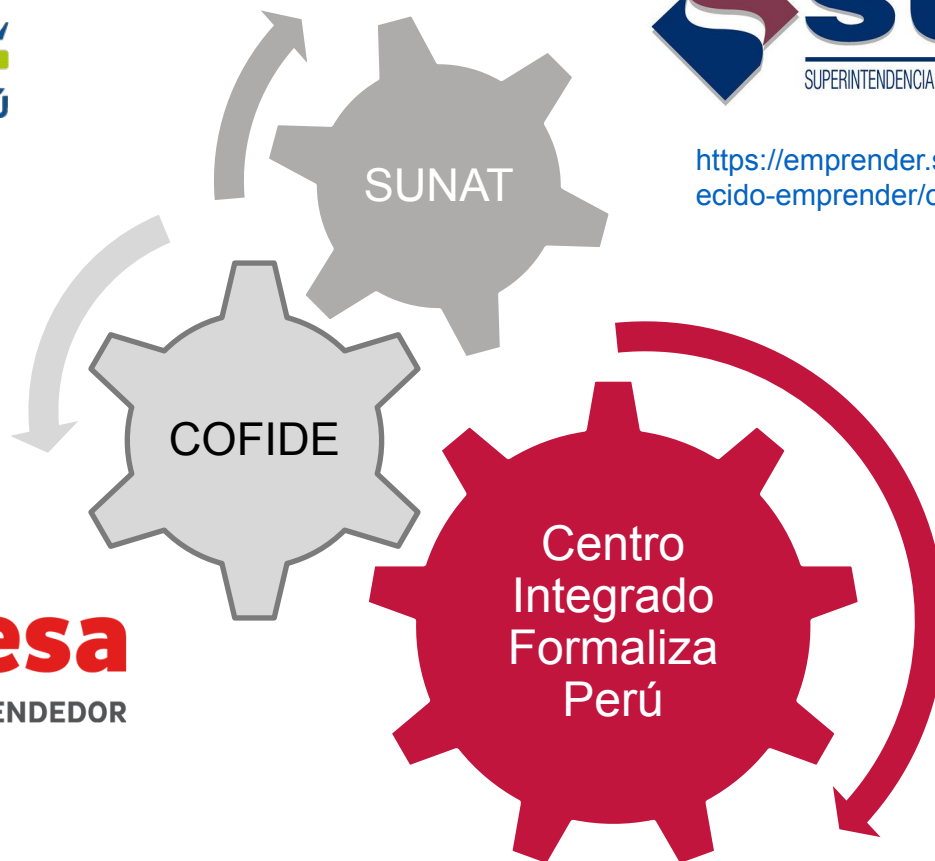 SUPERINTENDENCIA
https://emprender.s
ecido-emprender/c
SUNAT
COFIDE
Centro
Integrado
Formaliza
Perú
esa
ENDEDOR